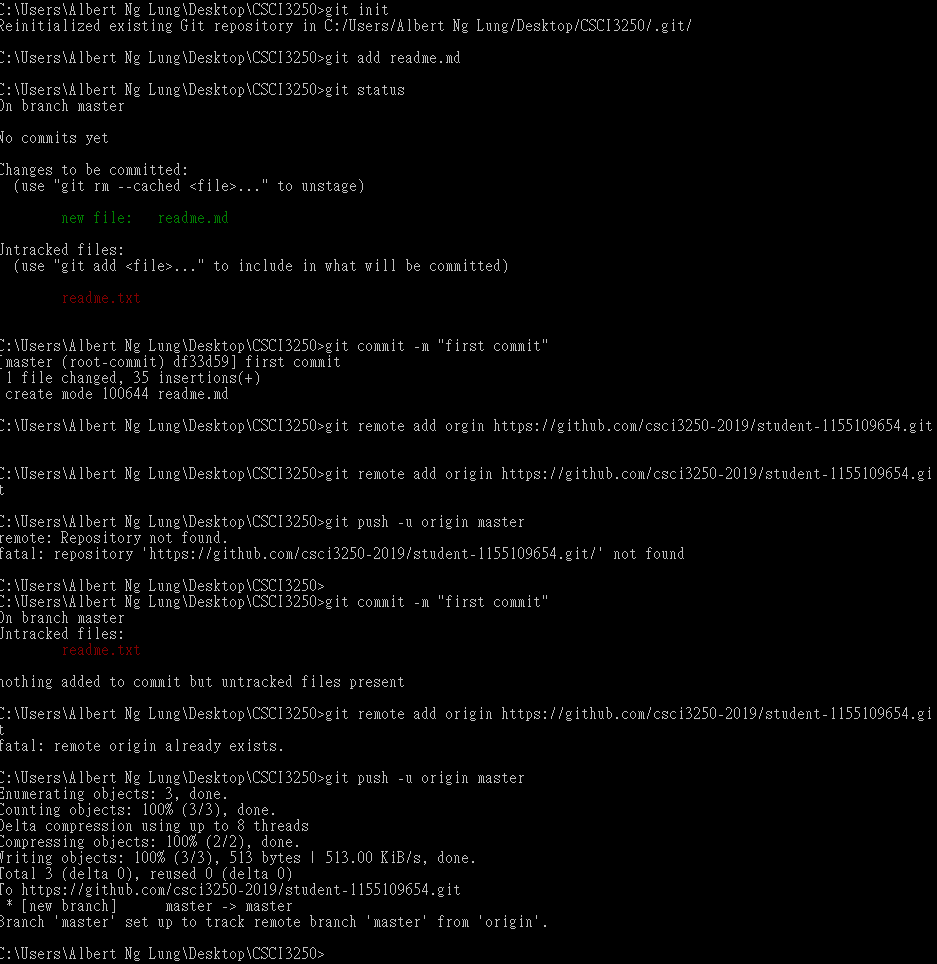 C:\Users\Albert Ng Lung\Desktop\CSCI3250>git init
Reinitialized existing Git repository in C:/Users/Albert Ng Lung/Desktop/CSCI3250/.git/
C:\Users\Albert Ng Lung\Desktop\CSCI3250>git add readme.md
C:\Users\Albert Ng Lung\Desktop\CSCI3250>git status
On branch master
No commits yet
Changes to be committed:
  (use "git rm --cached <file>..." to unstage)
        new file:   readme.md
Untracked files:
  (use "git add <file>..." to include in what will be committed)
        readme.txt
C:\Users\Albert Ng Lung\Desktop\CSCI3250>git commit -m "first commit"
[master (root-commit) df33d59] first commit
 1 file changed, 35 insertions(+)
 create mode 100644 readme.md
C:\Users\Albert Ng Lung\Desktop\CSCI3250>git remote add orgin https://github.com/csci3250-2019/student-1155109654.git
C:\Users\Albert Ng Lung\Desktop\CSCI3250>git remote add origin https://github.com/csci3250-2019/student-1155109654.gi
t
C:\Users\Albert Ng Lung\Desktop\CSCI3250>git push -u origin master
remote: Repository not found.
fatal: repository 'https://github.com/csci3250-2019/student-1155109654.git/' not found
C:\Users\Albert Ng Lung\Desktop\CSCI3250>
C:\Users\Albert Ng Lung\Desktop\CSCI3250>git commit -m "first commit"
On branch master
Untracked files:
        readme.txt
nothing added to commit but untracked files present
C:\Users\Albert Ng Lung\Desktop\CSCI3250>git remote add origin https://github.com/csci3250-2019/student-1155109654.gi
t
fatal: remote origin already exists.
C:\Users\Albert Ng Lung\Desktop\CSCI3250>git push -u origin master
Enumerating objects: 3, done.
Counting objects: 100% (3/3), done.
Delta compression using up to 8 threads
Compressing objects: 100% (2/2), done.
Writing objects: 100% (3/3), 513 bytes | 513.00 KiB/s, done.
Total 3 (delta 0), reused 0 (delta 0)
To https://github.com/csci3250-2019/student-1155109654.git
 * [new branch]      master -> master
Branch 'master' set up to track remote branch 'master' from 'origin'.
C:\Users\Albert Ng Lung\Desktop\CSCI3250>